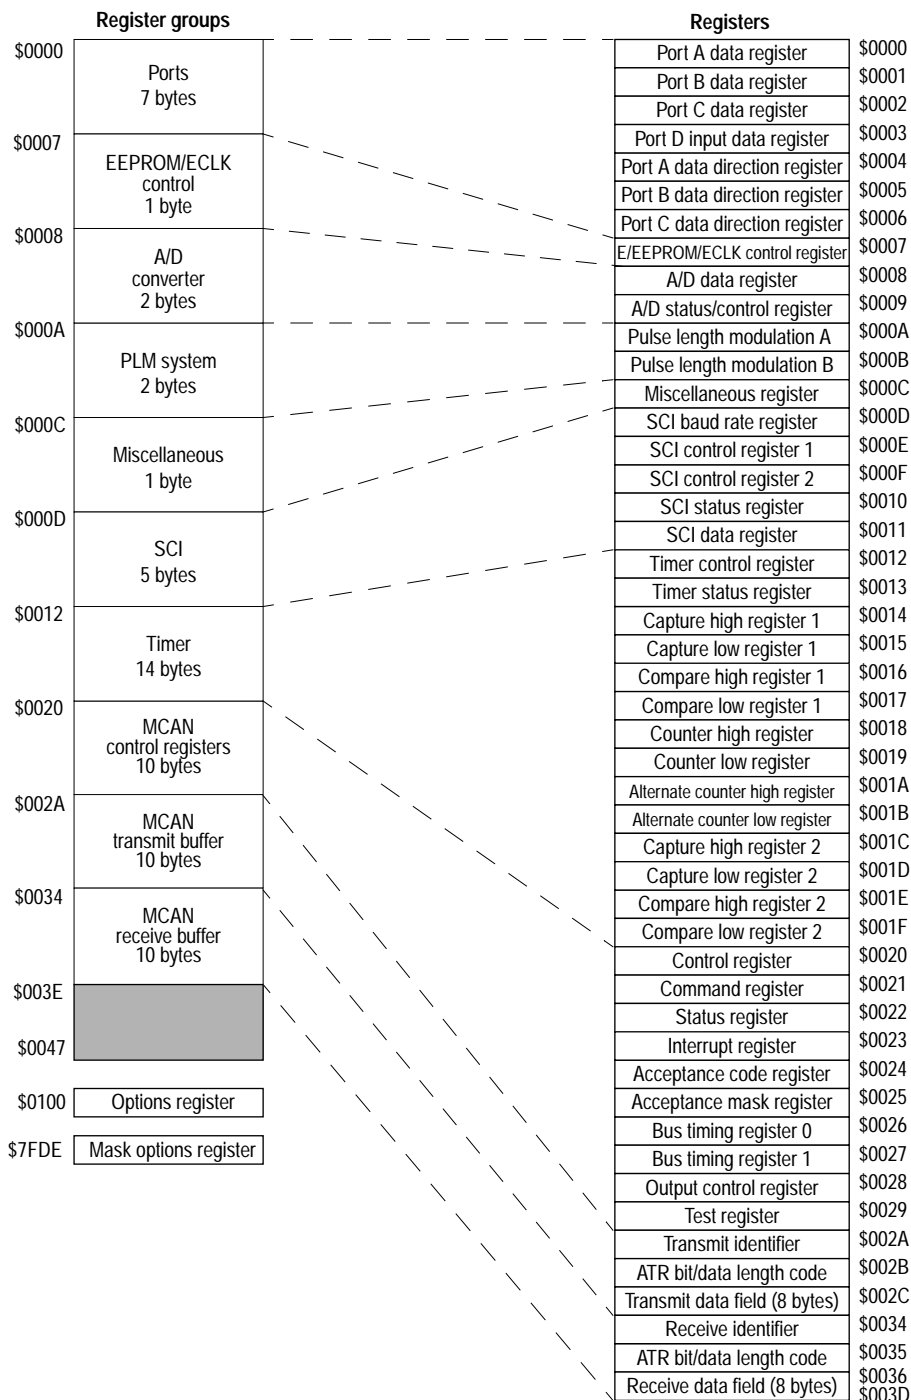 Register groups
$0000
Ports
7 bytes
$0007
EEPROM/ECLK
control
1 byte
$0008
A/D
converter
2 bytes
$000A
PLM system
2 bytes
$000C
Miscellaneous
1 byte
$000D
SCI
5 bytes
$0012
Timer
14 bytes
$0020
MCAN
control registers
10 bytes
$002A
MCAN
transmit buffer
10 bytes
$0034
MCAN
receive buffer
10 bytes
$003E
$0047
$0100 Options register
$7FDE Mask options register
Registers
Port A data register $0000
Port B data register $0001
Port C data register $0002
Port D input data register $0003
Port A data direction register $0004
Port B data direction register $0005
Port C data direction register $0006
E/EEPROM/ECLK control register $0007
A/D data register $0008
A/D status/control register $0009
Pulse length modulation A $000A
Pulse length modulation B $000B
Miscellaneous register $000C
SCI baud rate register $000D
SCI control register 1 $000E
SCI control register 2 $000F
SCI status register $0010
SCI data register $0011
Timer control register $0012
Timer status register $0013
Capture high register 1 $0014
Capture low register 1 $0015
Compare high register 1 $0016
Compare low register 1 $0017
Counter high register $0018
Counter low register $0019
Alternate counter high register $001A
Alternate counter low register $001B
Capture high register 2 $001C
Capture low register 2 $001D
Compare high register 2 $001E
Compare low register 2 $001F
Control register $0020
Command register $0021
Status register $0022
Interrupt register $0023
Acceptance code register $0024
Acceptance mask register $0025
Bus timing register 0 $0026
Bus timing register 1 $0027
Output control register $0028
Test register $0029
Transmit identifier $002A
ATR bit/data length code $002B
Transmit data field (8 bytes) $002C
Receive identifier $0034
ATR bit/data length code $0035
Receive data field (8 bytes) $0036
$003D